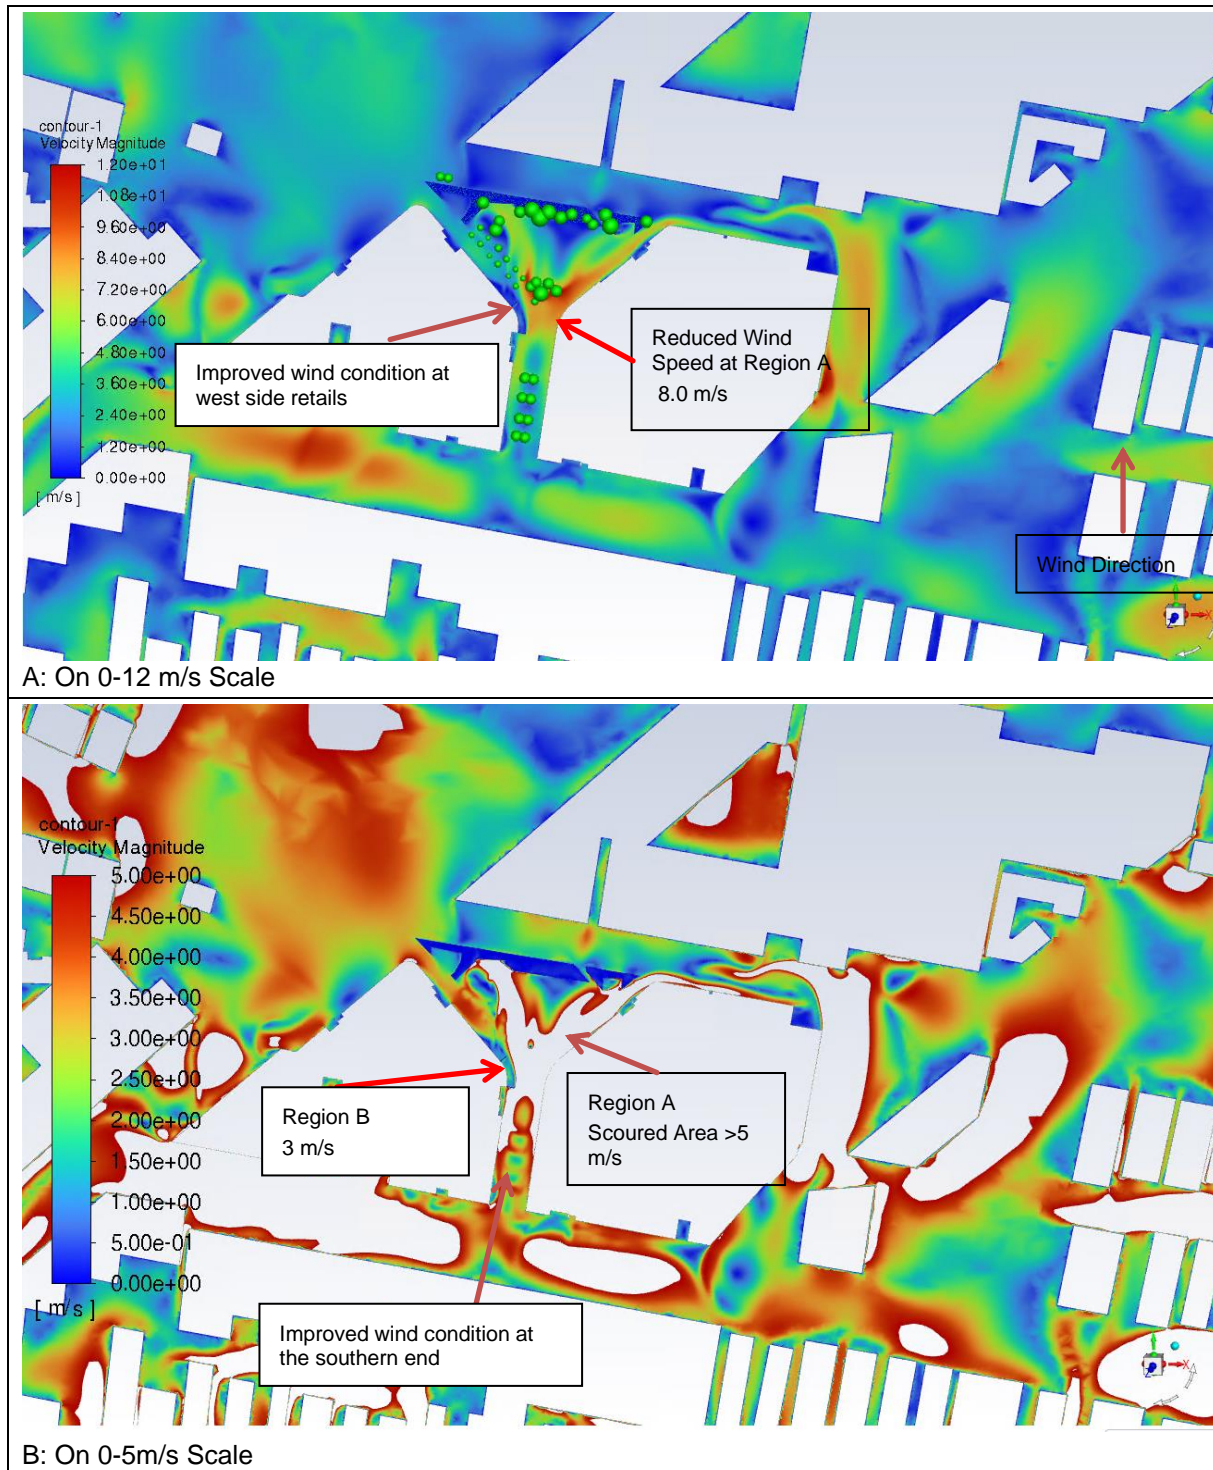 contour-1
Velocity Magnitude
1.20e+01
1.08e+01
9.60e+00
8.40e+00
7.20e+00
6.00e+00
4.80e+00
3.60e+00
2.40e+00
1.20e+00
0.00e+00
[ m/s ]
Improved wind condition at
west side retails
Reduced Wind
Speed at Region A
8.0 m/s
Wind Direction
X
A: On 0-12 m/s Scale
contour-1
Velocity Magnitude
5.00e+00
4.50e+00
4.00e+00
3.50e+00
3.00e+00
2.50e+00
2.00e+00
1.50e+00
1.00e+00
5.00e-01
0.00e+00
[ m/s ]
Region B
3 m/s
Region A
Scoured Area >5
m/s
Improved wind condition at
the southern end
X
B: On 0-5m/s Scale